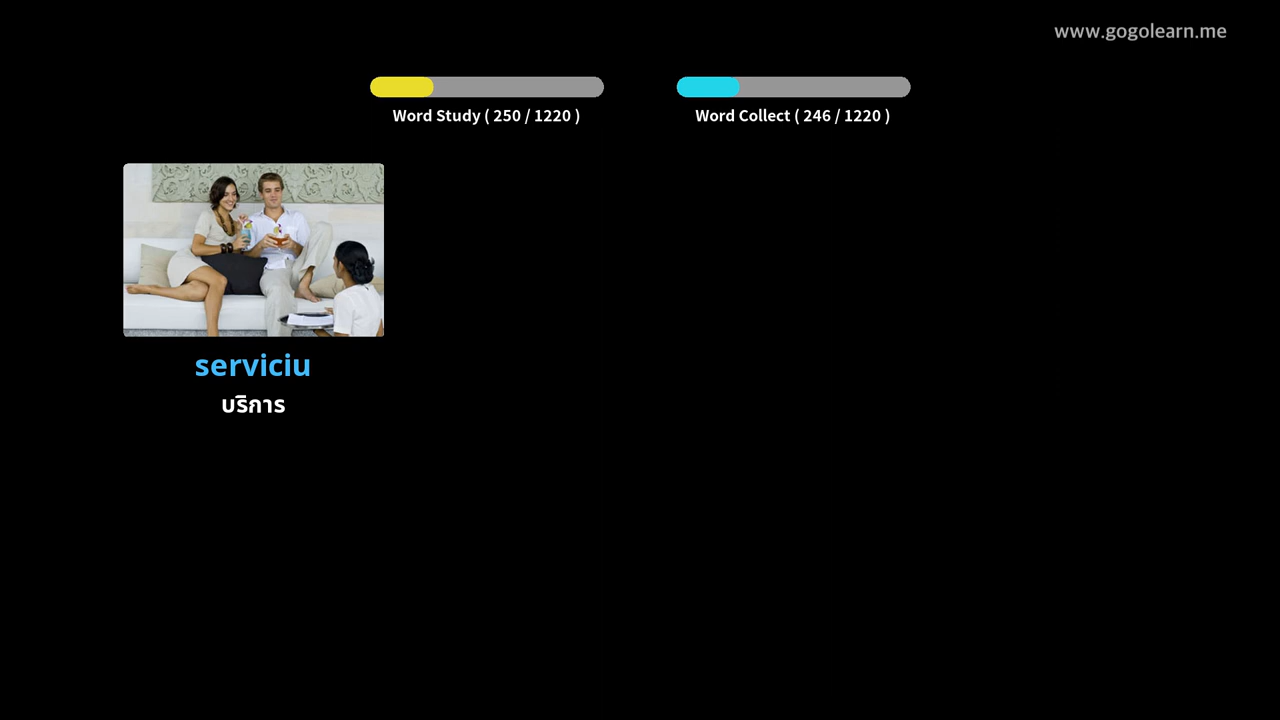 www.gogolearn.me
Word Study ( 250 / 1220 )
Word Collect ( 246 / 1220 )
serviciu
บริการ